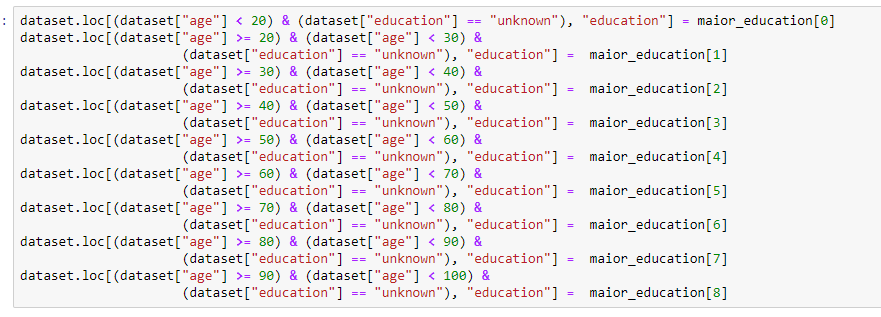 : dataset.loc[(dataset["age"] < 20) & (dataset["education"] == "unknown"), "education"] = maior_education[0]
dataset.loc[(dataset["age"] >= 20) & (dataset["age"] < 30) &
(dataset["education"] == "unknown"), "education"] = maior_education[1]
dataset.loc[(dataset["age"] >= 30) & (dataset["age"] < 40) &
(dataset["education"] == "unknown"), "education"] = maior_education[2]
dataset.loc[(dataset["age"] >= 40) & (dataset["age"] < 50) &
(dataset["education"] == "unknown"), "education"] = maior_education[3]
dataset.loc[(dataset["age"] >= 50) & (dataset["age"] < 60) &
(dataset["education"] == "unknown"), "education"] = maior_education[4]
dataset.loc[(dataset["age"] >= 60) & (dataset["age"] < 70) &
(dataset["education"] == "unknown"), "education"] = maior_education[5]
dataset.loc[(dataset["age"] >= 70) & (dataset["age"] < 80) &
(dataset["education"] == "unknown"), "education"] = maior_education[6]
dataset.loc[(dataset["age"] >= 80) & (dataset["age"] < 90) &
(dataset["education"] == "unknown"), "education"] = maior_education[7]
dataset.loc[(dataset["age"] >= 90) & (dataset["age"] < 100) &
(dataset["education"] == "unknown"), "education"] = maior_education[8]